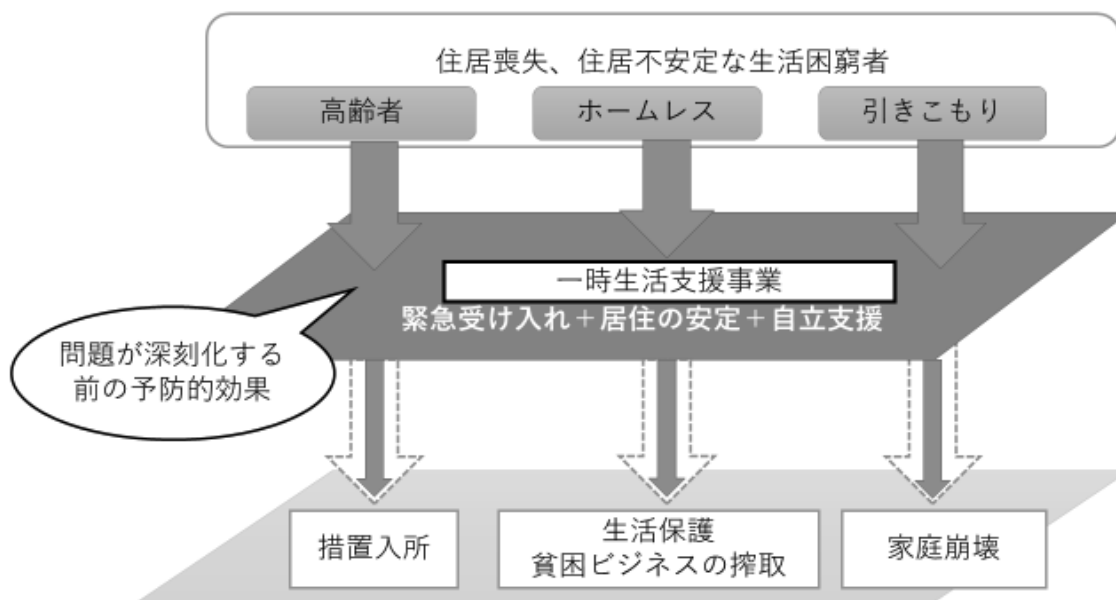 住居喪失、住居不安定な生活困窮者
高齢者
ホームレス
引きこもり
一時生活支援事業
緊急受け入れ＋居住の安定＋自立支援
問題が深刻化する
前の予防的効果
措置入所
生活保護
貧困ビジネスの搾取
家庭崩壊